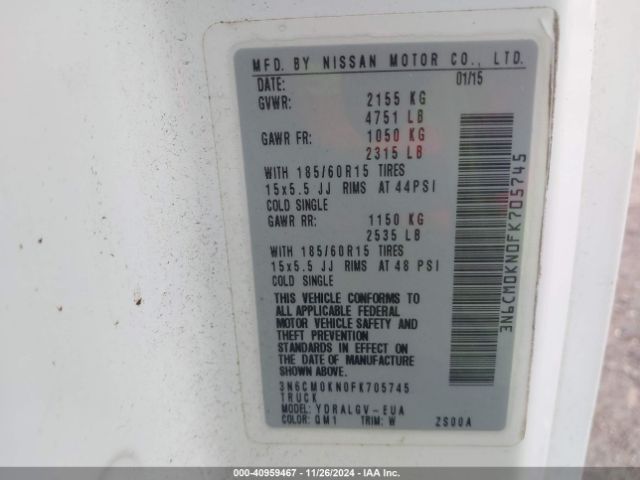 MFD. BY NISSAN MOTOR CO., LTD.
DATE: 01/15
GVWR: 2155 KG
4751 LB
GAWR FR: 1050 KG
2315 LB
WITH 185/60R15 TIRES
15x5.5 JJ RIMS AT 44PSI
COLD SINGLE
GAWR RR: 1150 KG
2535 LB
WITH 185/60R15 TIRES
15x5.5 JJ RIMS AT 48 PSI
COLD SINGLE
THIS VEHICLE CONFORMS TO
ALL APPLICABLE FEDERAL
MOTOR VEHICLE SAFETY AND
THEFT PREVENTION
STANDARDS IN EFFECT ON
THE DATE OF MANUFACTURE
SHOWN ABOVE.
3N6CM0KN0FK705745
TRUCK
MODEL: YDRALGV-EUA
COLOR: QM1 TRIM: W ZS00A
3N6CM0KN0FK705745
000-40959467 - 11/26/2024 - IAA Inc.